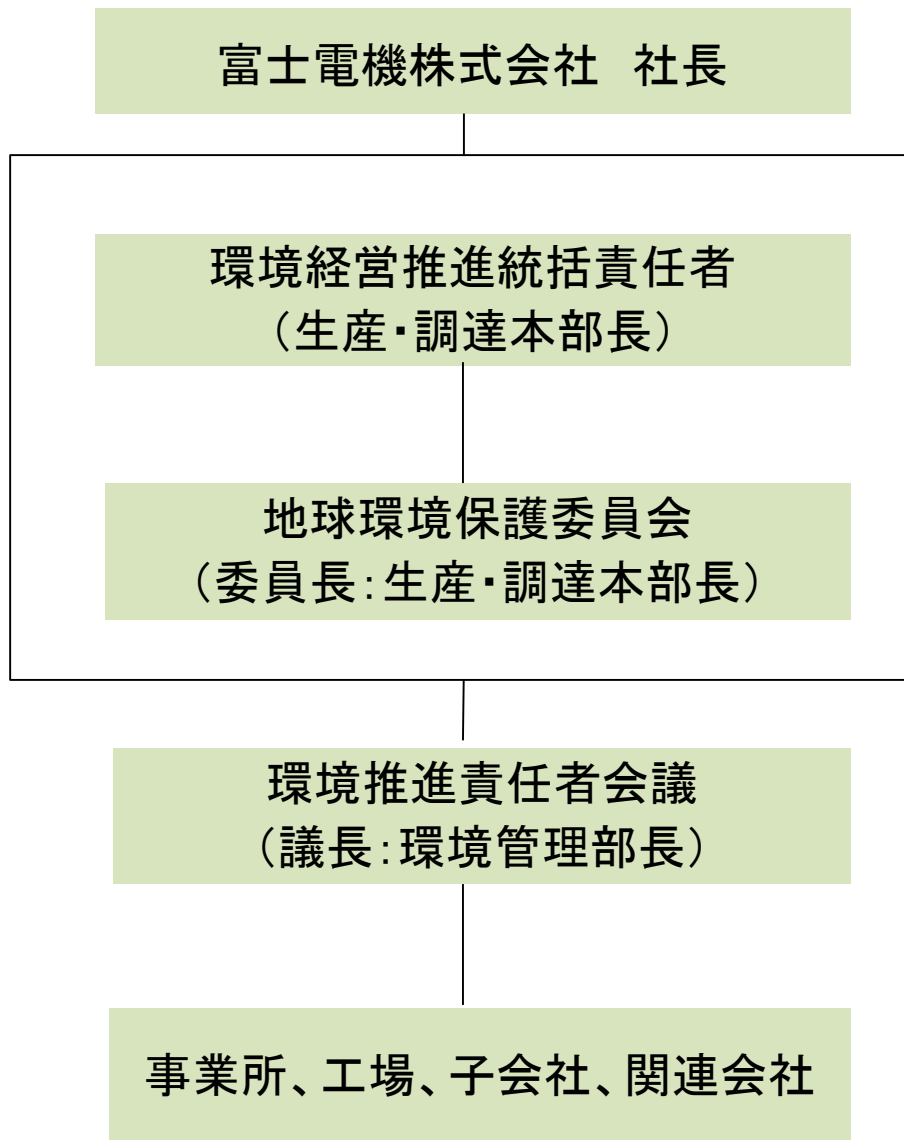 富士電機株式会社　社長
環境経営推進統括責任者
（生産・調達本部長）
地球環境保護委員会
（委員長：生産・調達本部長）
環境推進責任者会議
（議長：環境管理部長）
事業所、工場、子会社、関連会社